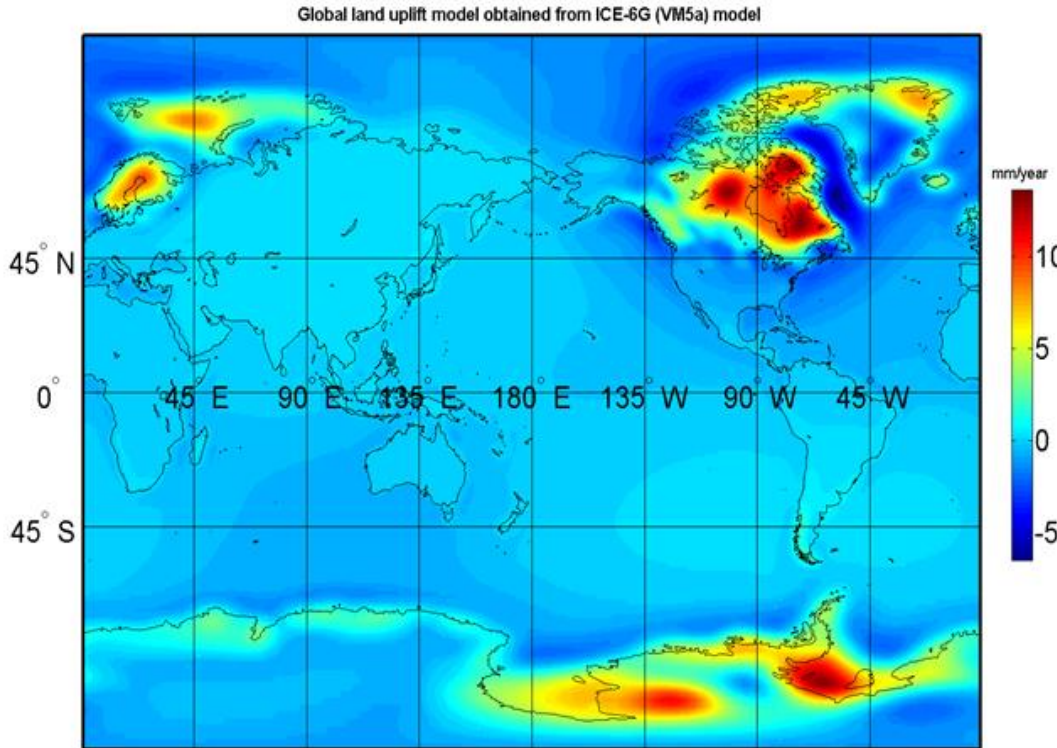 Global land uplift model obtained from ICE-6G (VM5a) model
mm/year
10
5
0
-5
45° N
0°
45° E
90° E
135° E
180° E
135° W
90° W
45° W
45° S